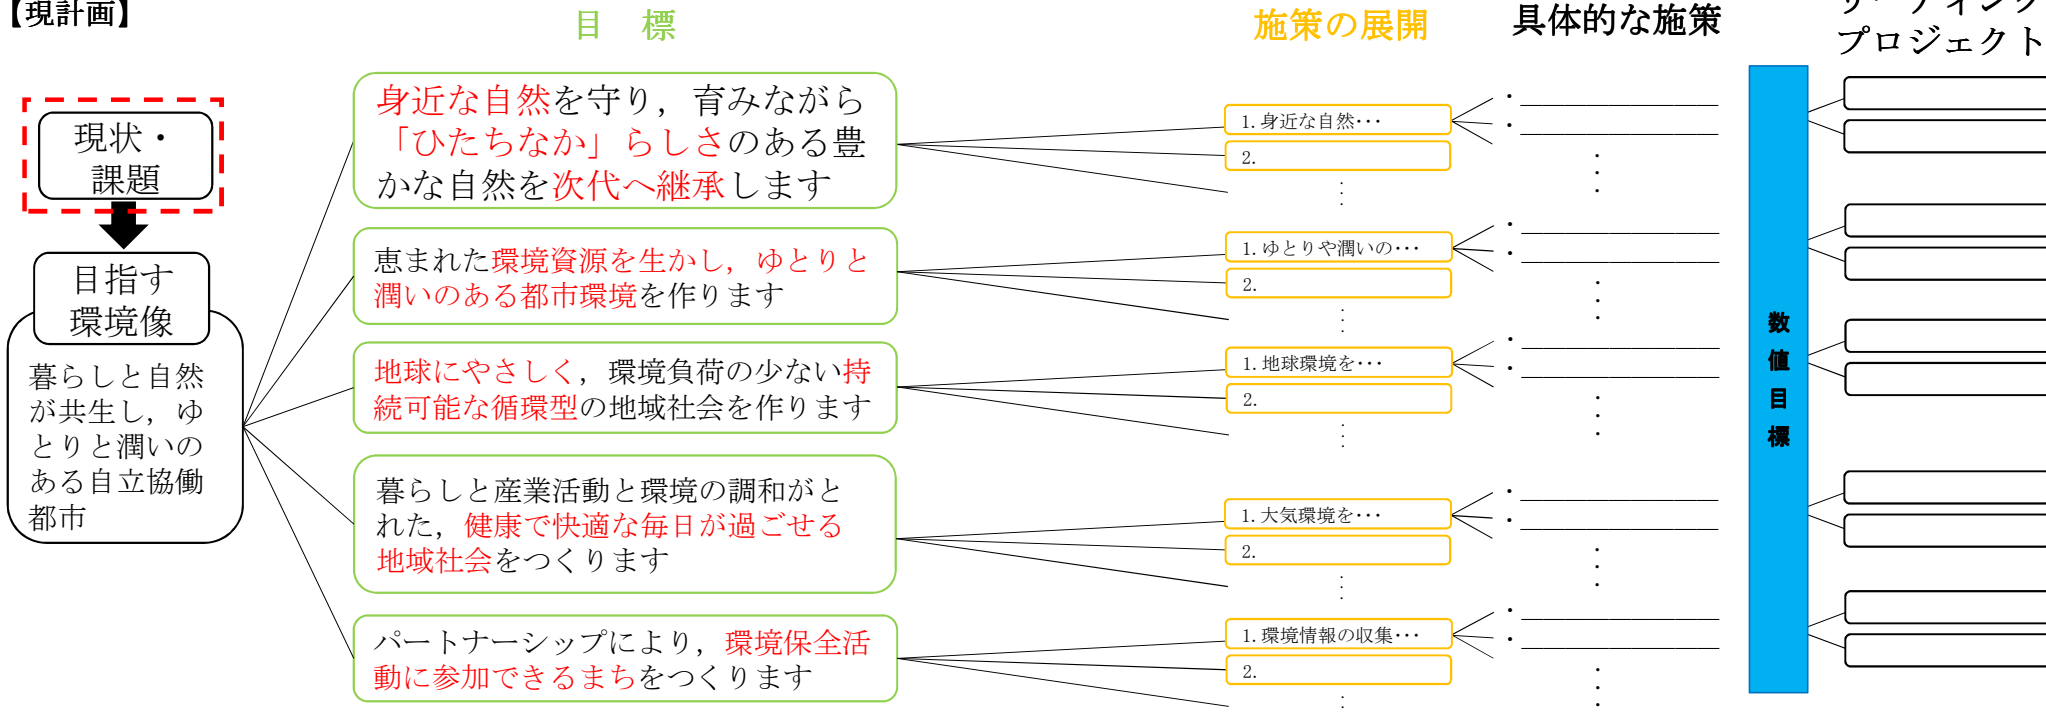 【現計画】
目　標
施策の展開
具体的な施策
リーディング
プロジェクト
現状・
課題
目指す
環境像
暮らしと自然
が共生し，ゆ
とりと潤いの
ある自立協働
都市
身近な自然を守り，育みながら
「ひたちなか」らしさのある豊
かな自然を次代へ継承します
1.身近な自然･･･
2.
恵まれた環境資源を生かし，ゆとりと
潤いのある都市環境を作ります
1.ゆとりや潤いの･･･
2.
地球にやさしく，環境負荷の少ない持
続可能な循環型の地域社会を作ります
1.地球環境を･･･
2.
暮らしと産業活動と環境の調和がと
れた，健康で快適な毎日が過ごせる
地域社会をつくります
1.大気環境を･･･
2.
パートナーシップにより，環境保全活
動に参加できるまちをつくります
1.環境情報の収集･･･
2.
数
値
目
標